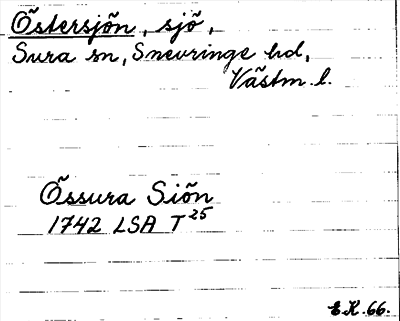 Östersjön, sjö,
Sura sn, Snevringe hd,
Västm. l.
Össura Siön
1742 LSA T25
E.K. 66.